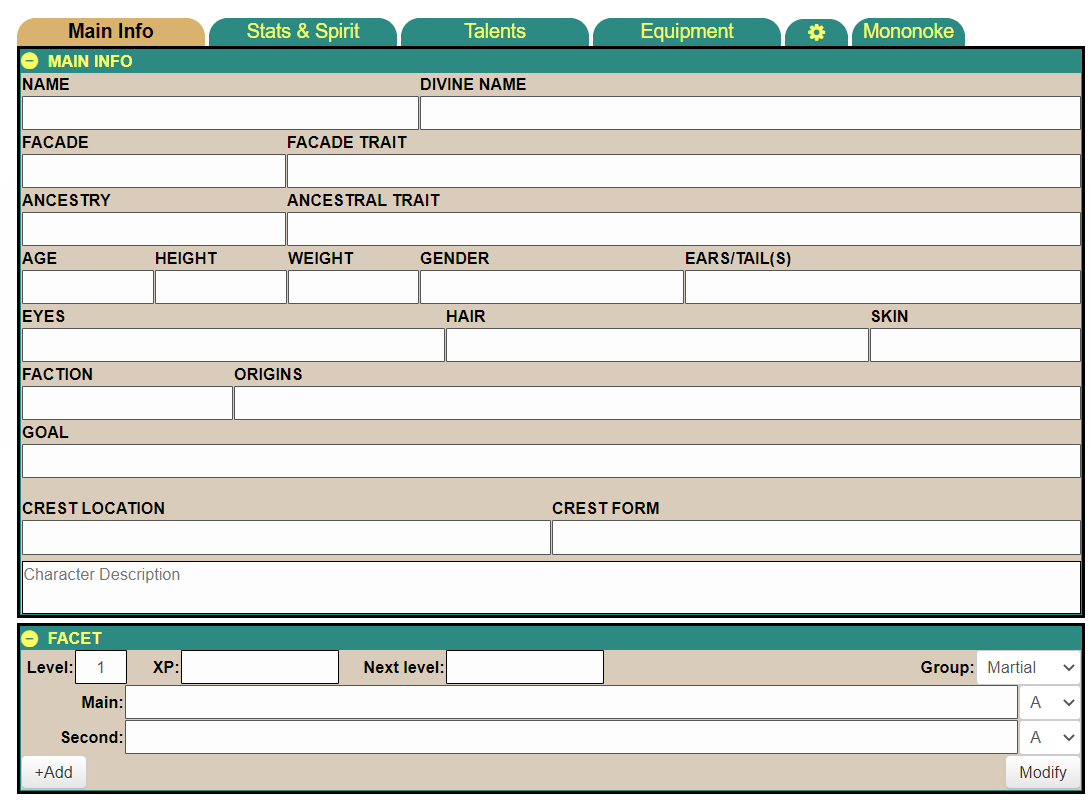 Main Info Stats & Spirit Talents Equipment Mononoke
MAIN INFO
NAME DIVINE NAME
FACADE FACADE TRAIT
ANCESTRY ANCESTRAL TRAIT
AGE HEIGHT WEIGHT GENDER EARS/TAIL(S)
EYES HAIR SKIN
FACTION ORIGINS
GOAL
CREST LOCATION CREST FORM
Character Description
FACET
Level: 1 XP: Next level: Group: Martial
Main: A
Second: A
+Add Modify